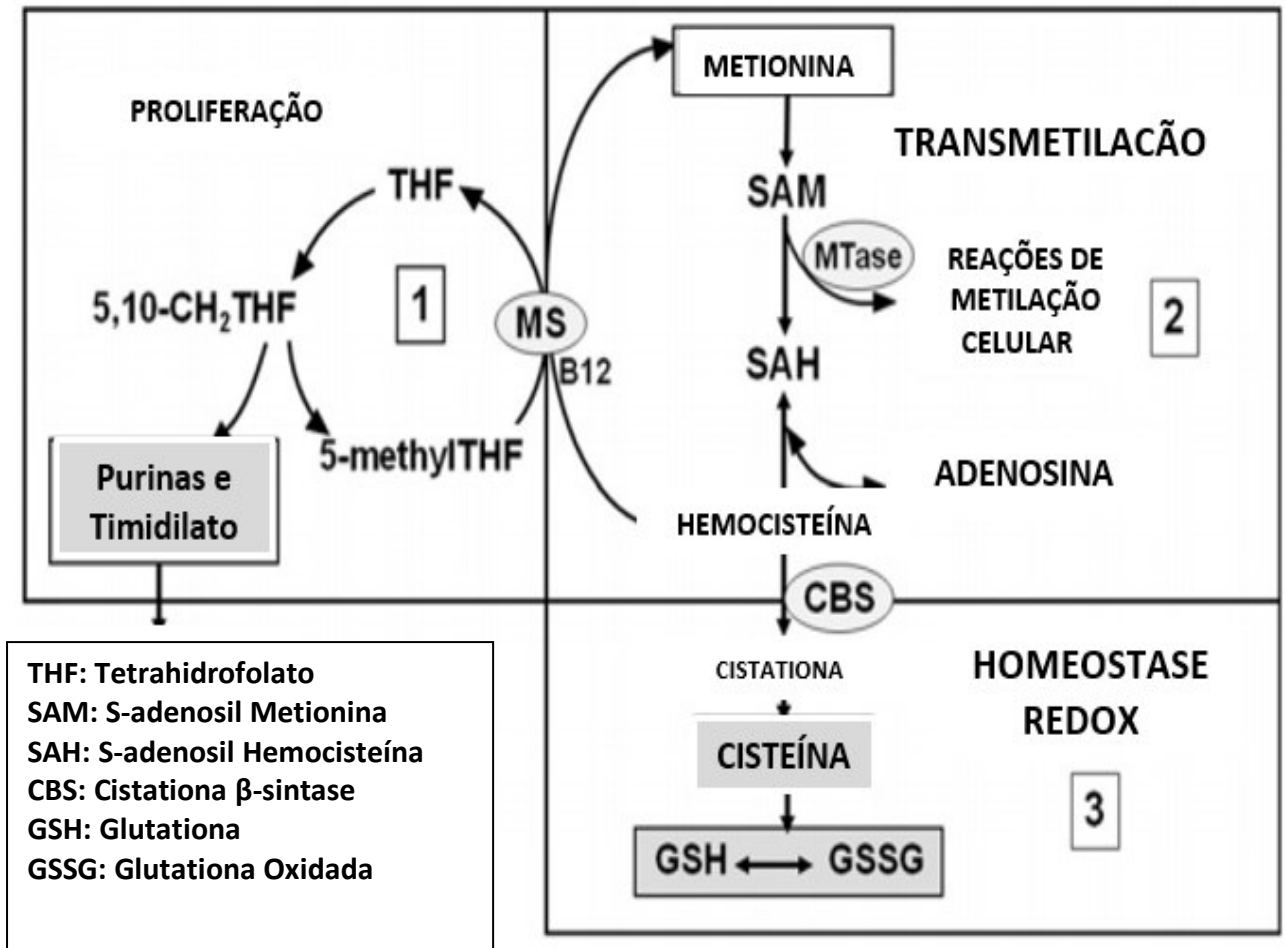 PROLIFERAÇÃO
THF
5,10-CH₂THF
1
5-methylTHF
Purinas e
Timidilato
MS
B12
METIONINA
TRANSMETILACÃO
SAM
MTase
REAÇÕES DE
METILAÇÃO
CELULAR
2
SAH
ADENOSINA
HEMOCISTEÍNA
CBS
CISTATIONA
HOMEOSTASE
REDOX
CISTEÍNA
3
GSH GSSG
THF: Tetrahidrofolato
SAM: S-adenosil Metionina
SAH: S-adenosil Hemocisteína
CBS: Cistationa β-sintase
GSH: Glutationa
GSSG: Glutationa Oxidada